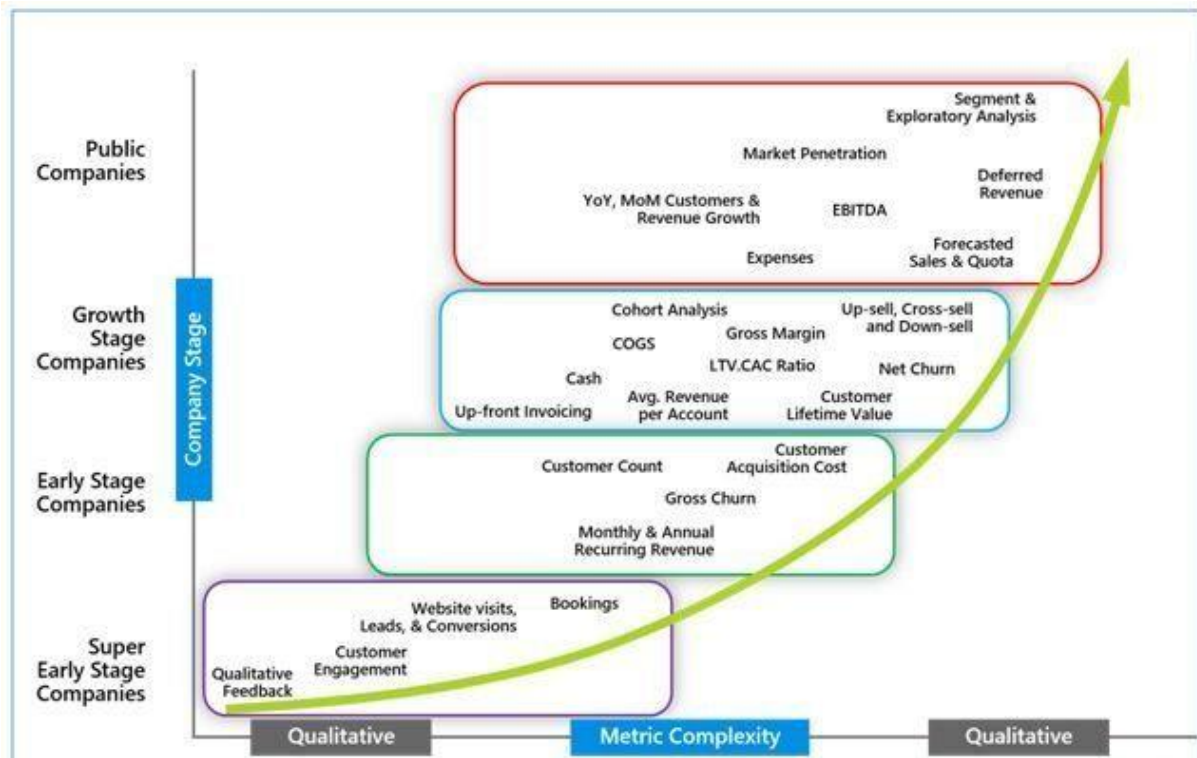 Public
Companies
Segment &
Exploratory Analysis
Market Penetration
Deferred
Revenue
YoY, MoM Customers &
Revenue Growth
EBITDA
Expenses
Forecasted
Sales & Quota
Company Stage
Growth
Stage
Companies
Cohort Analysis
Up-sell, Cross-sell
and Down-sell
Gross Margin
COGS
LTV.CAC Ratio
Net Churn
Cash
Up-front Invoicing
Avg. Revenue
per Account
Customer
Lifetime Value
Early Stage
Companies
Customer Count
Customer
Acquisition Cost
Gross Churn
Monthly & Annual
Recurring Revenue
Super
Early Stage
Companies
Bookings
Website visits,
Leads, & Conversions
Customer
Engagement
Qualitative
Feedback
Qualitative
Metric Complexity
Qualitative